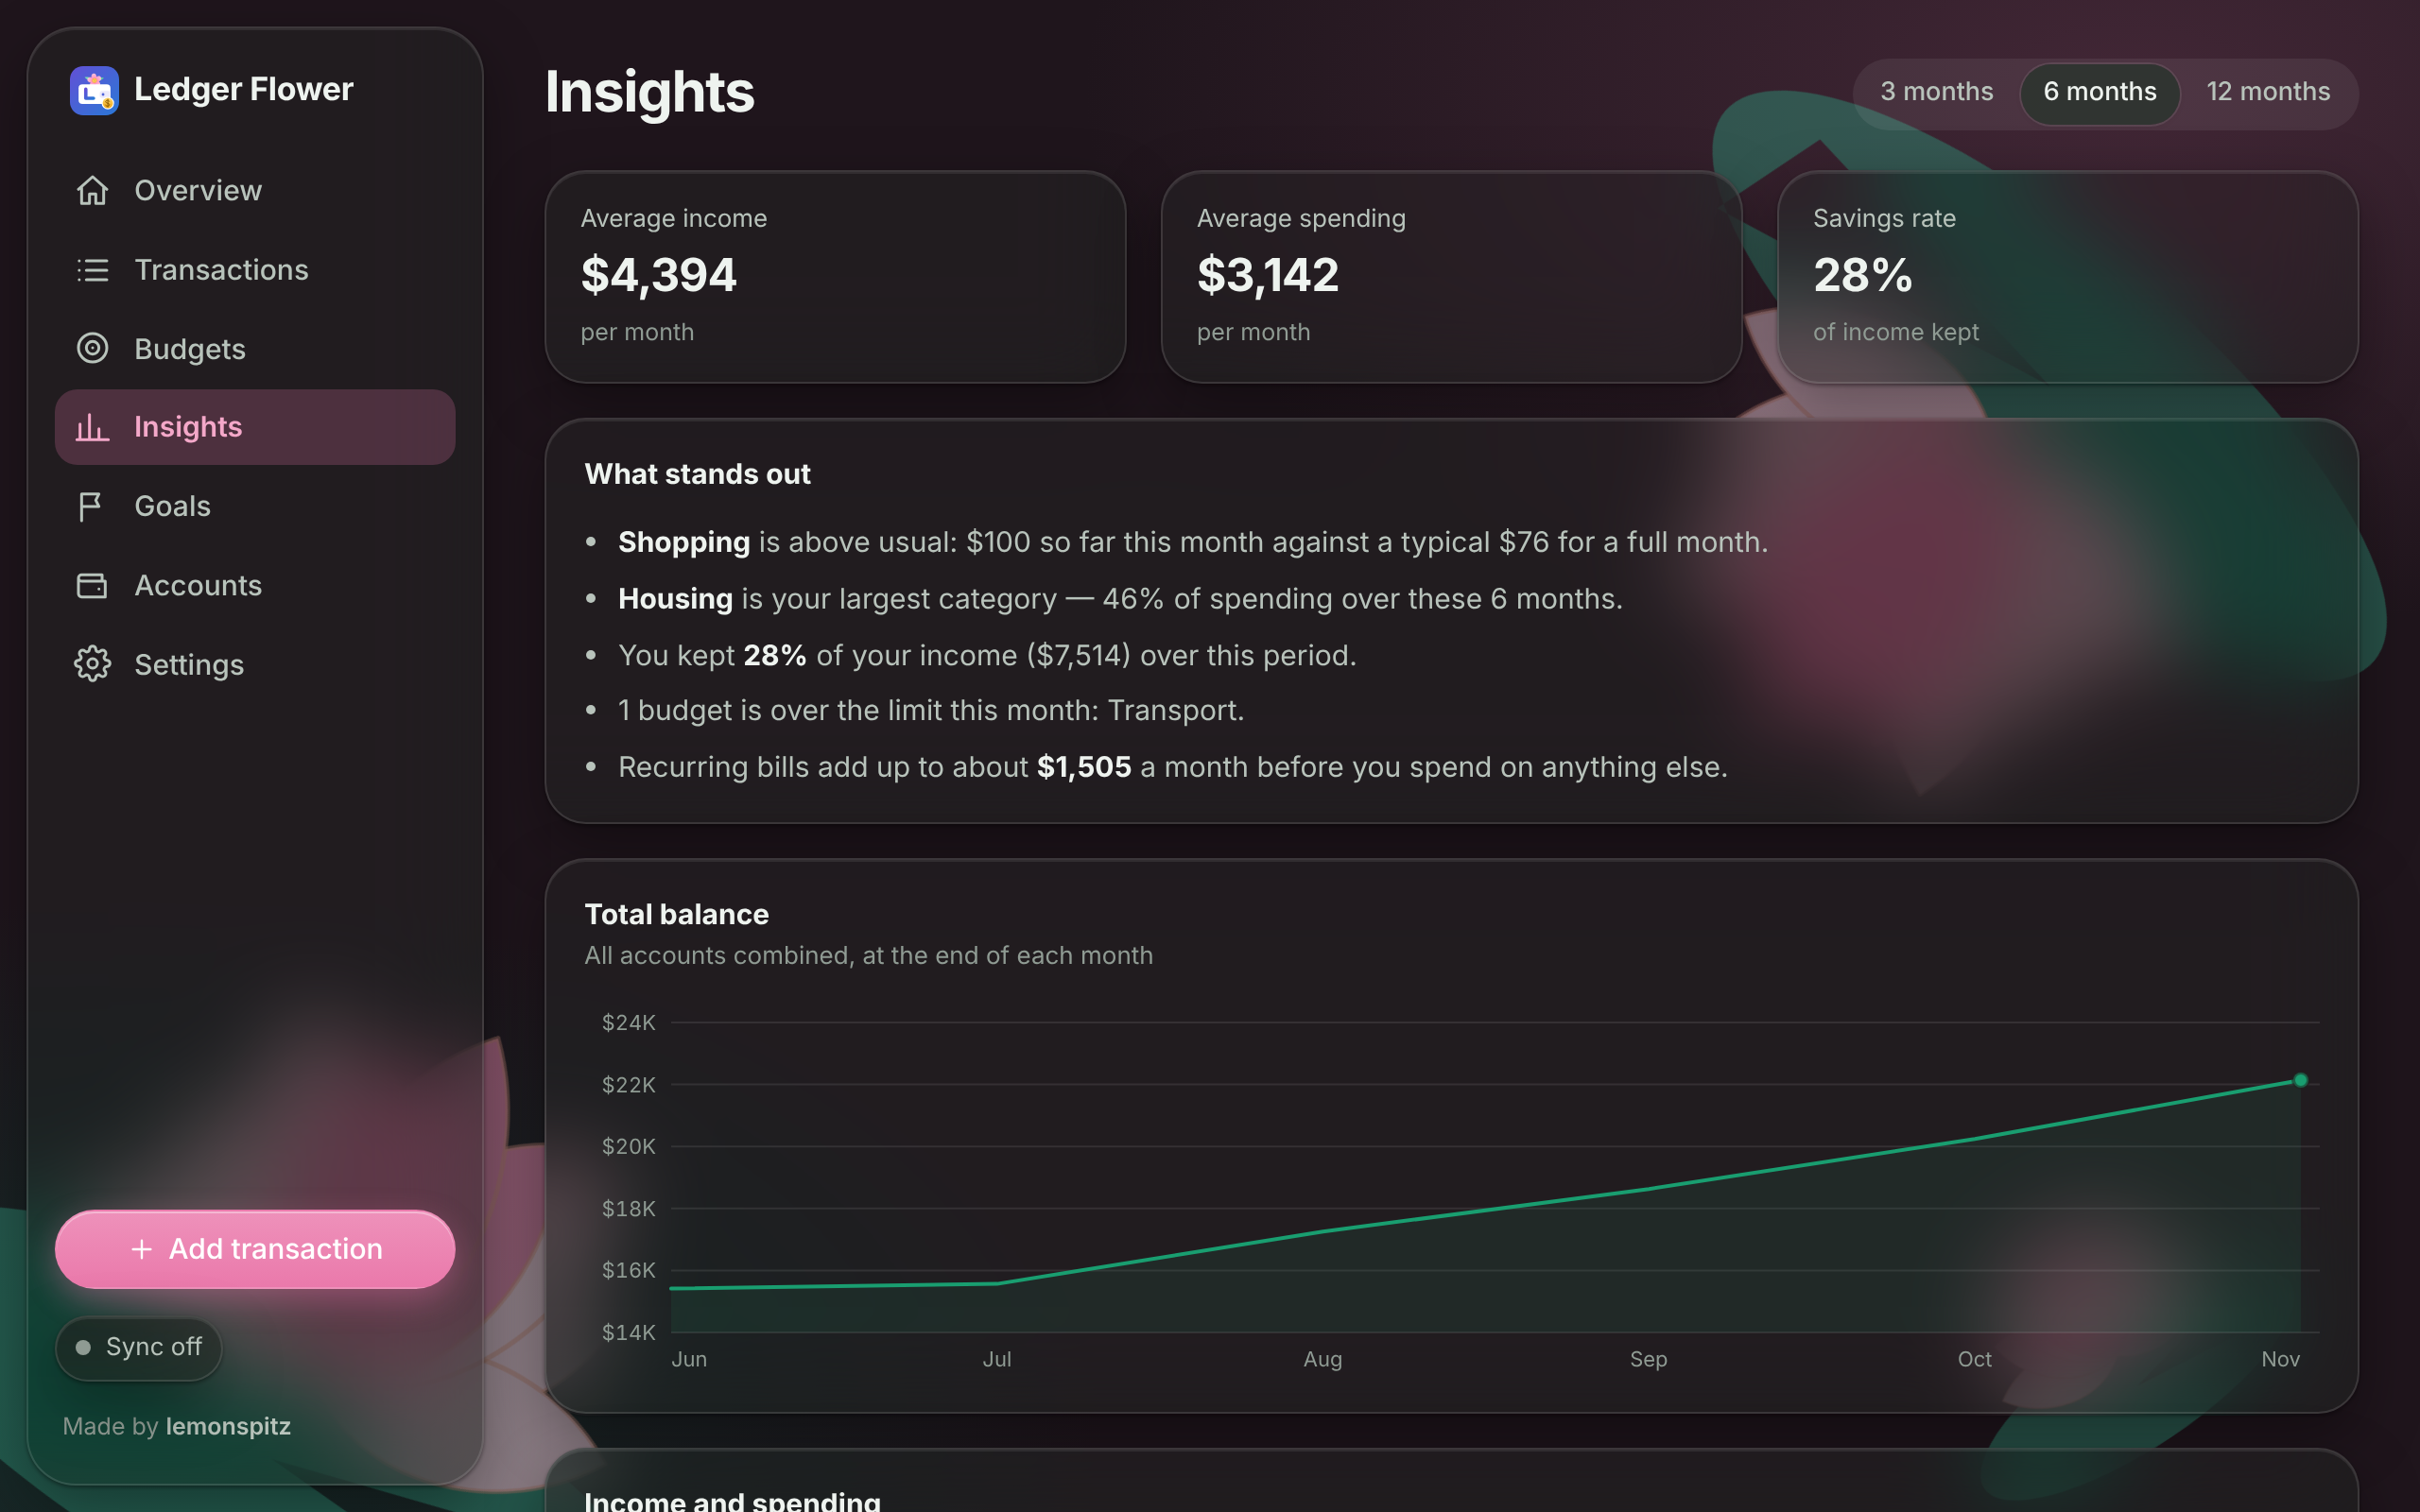 Ledger Flower
Overview
Transactions
Budgets
Insights
Goals
Accounts
Settings
Add transaction
Sync off
Made by lemonspitz
Insights
3 months
6 months
12 months
Average income
$4,394
per month
Average spending
$3,142
per month
Savings rate
28%
of income kept
What stands out
• Shopping is above usual: $100 so far this month against a typical $76 for a full month.
• Housing is your largest category — 46% of spending over these 6 months.
• You kept 28% of your income ($7,514) over this period.
• 1 budget is over the limit this month: Transport.
• Recurring bills add up to about $1,505 a month before you spend on anything else.
Total balance
All accounts combined, at the end of each month
$24K
$22K
$20K
$18K
$16K
$14K
Jun Jul Aug Sep Oct Nov
Income and spending